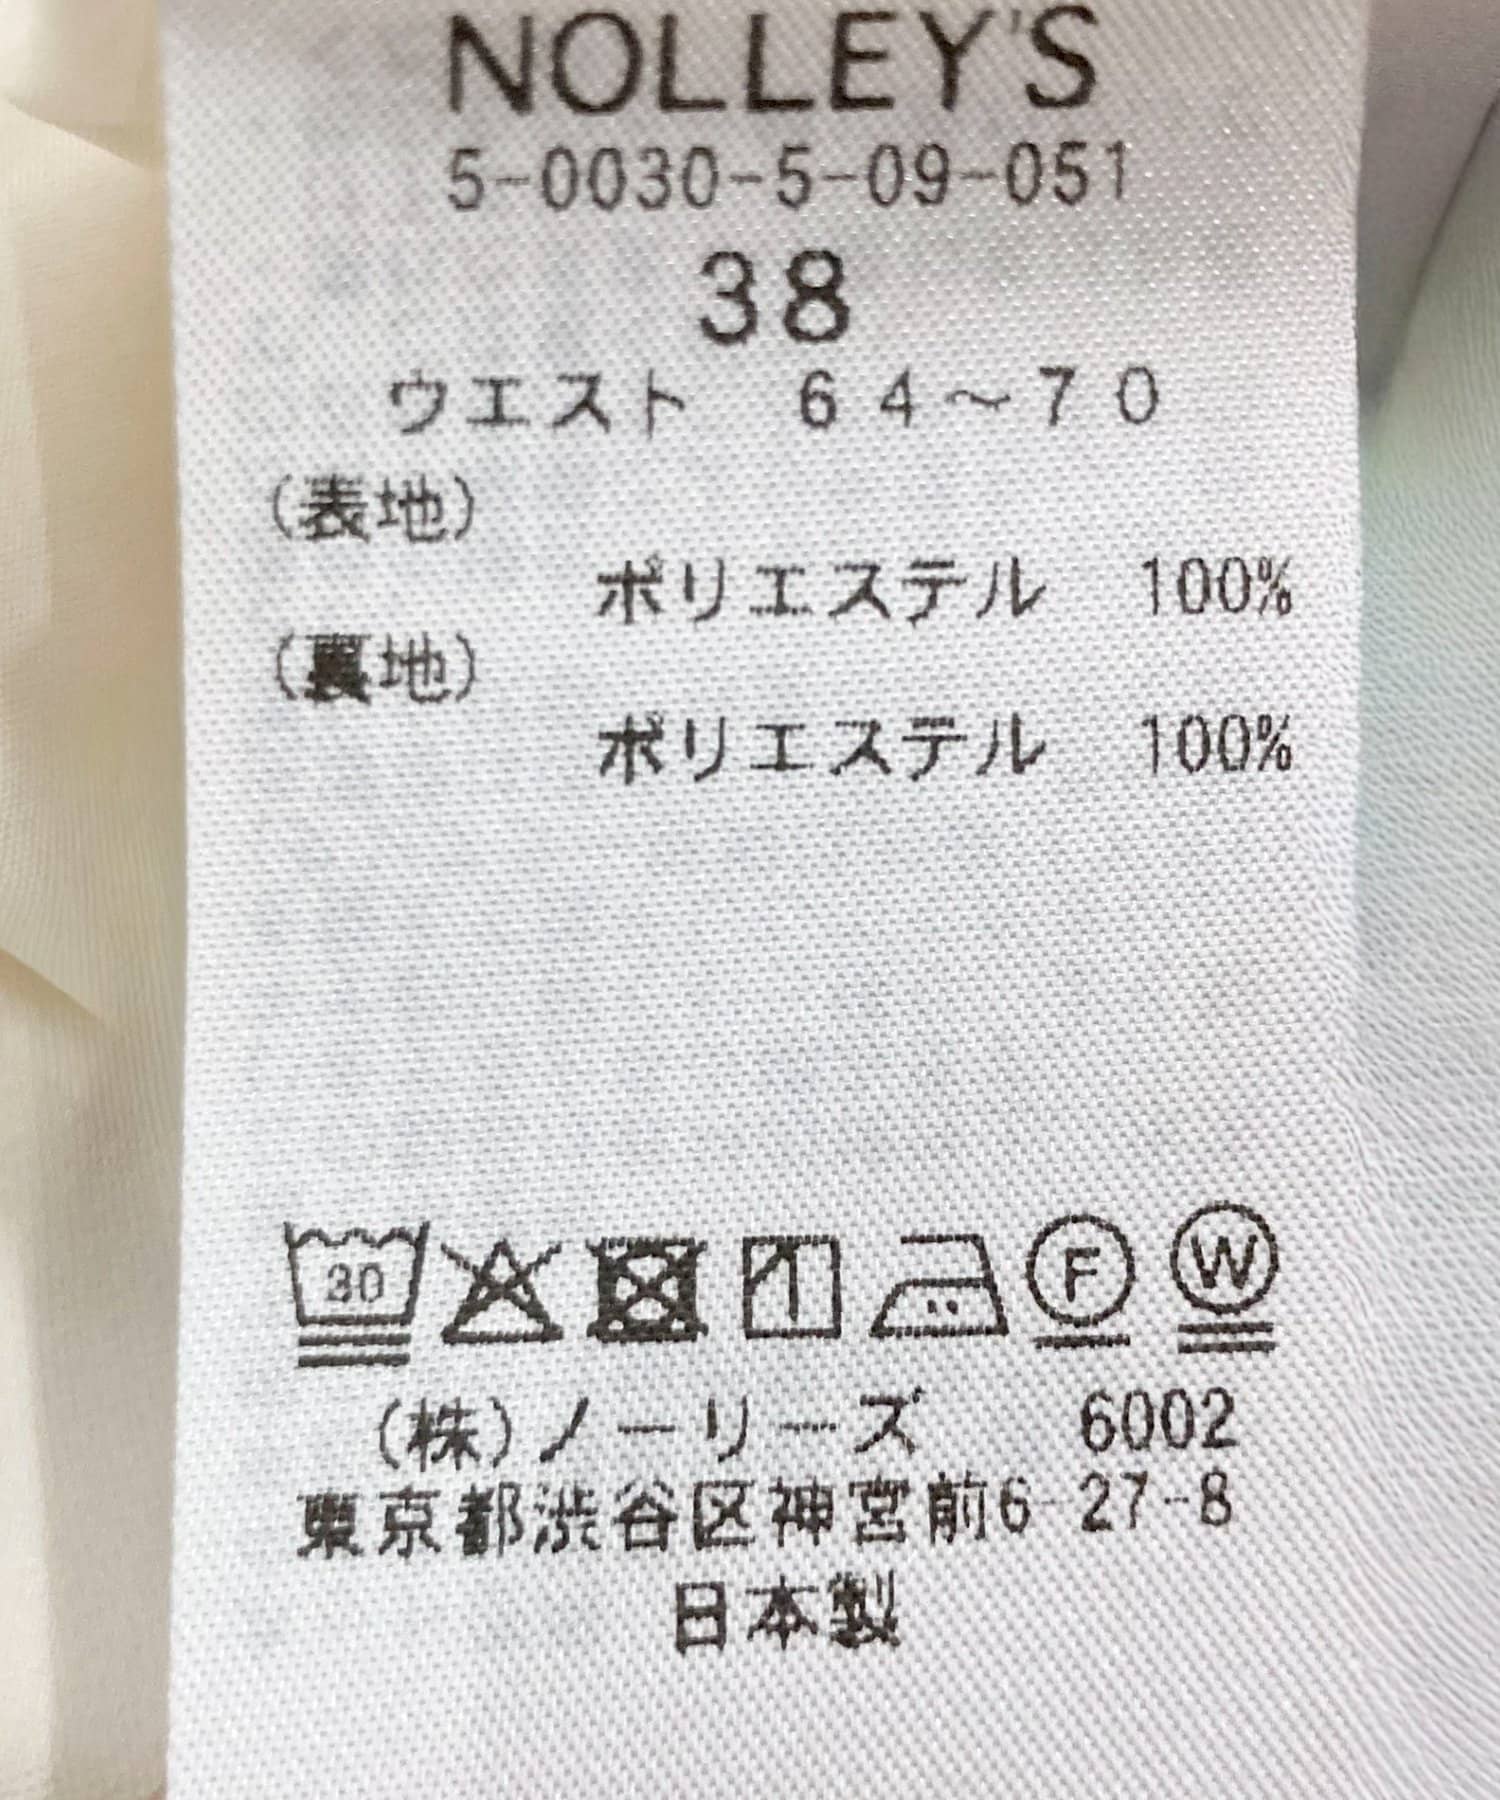 NOLLEY'S
5-0030-5-09-051
38
ウエスト　６４～７０
(表地)
ポリエステル　100%
(裏地)
ポリエステル　100%
30 F W
(株)ノーリーズ　6002
東京都渋谷区神宮前6-27-8
日本製